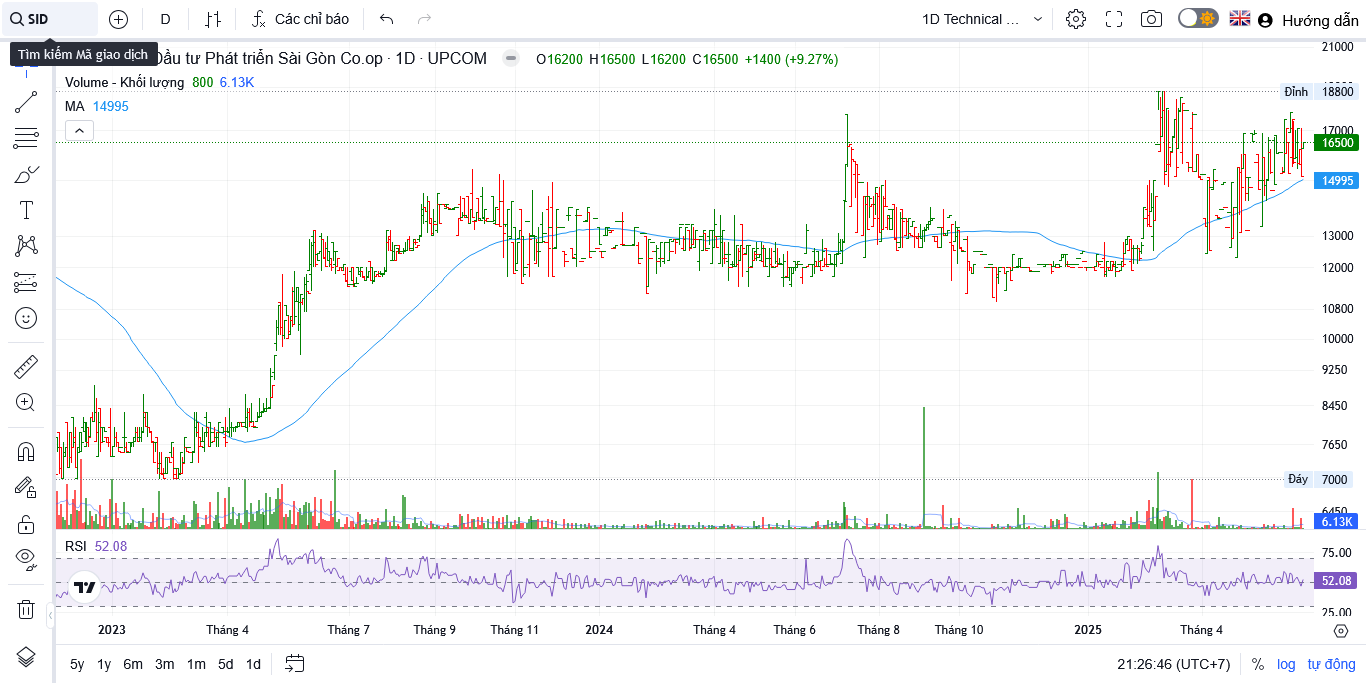 SID D Các chỉ báo 1D Technical ... Hướng dẫn
Tìm kiếm Mã giao dịch
Đầu tư Phát triển Sài Gòn Co.op · 1D · UPCOM O16200 H16500 L16200 C16500 +1400 (+9.27%)
Volume - Khối lượng 800 6.13K
MA 14995
21000
Đỉnh 18800
17000
16500
14995
13000
12000
10800
10000
9250
8450
7650
Đáy 7000
6450
6.13K
RSI 52.08
75.00
52.08
25.00
2023 Tháng 4 Tháng 7 Tháng 9 Tháng 11 2024 Tháng 4 Tháng 6 Tháng 8 Tháng 10 2025 Tháng 4
5y 1y 6m 3m 1m 5d 1d 21:26:46 (UTC+7) % log tự động